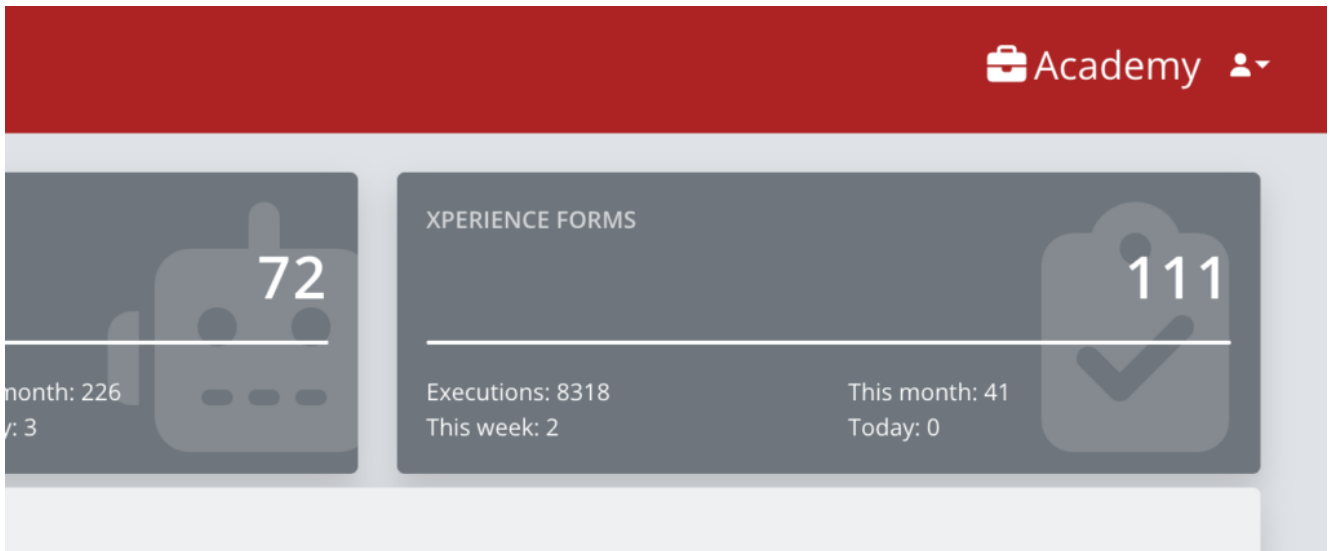 Academy
72
month: 226
y: 3
XPERIENCE FORMS
111
Executions: 8318
This month: 41
This week: 2
Today: 0